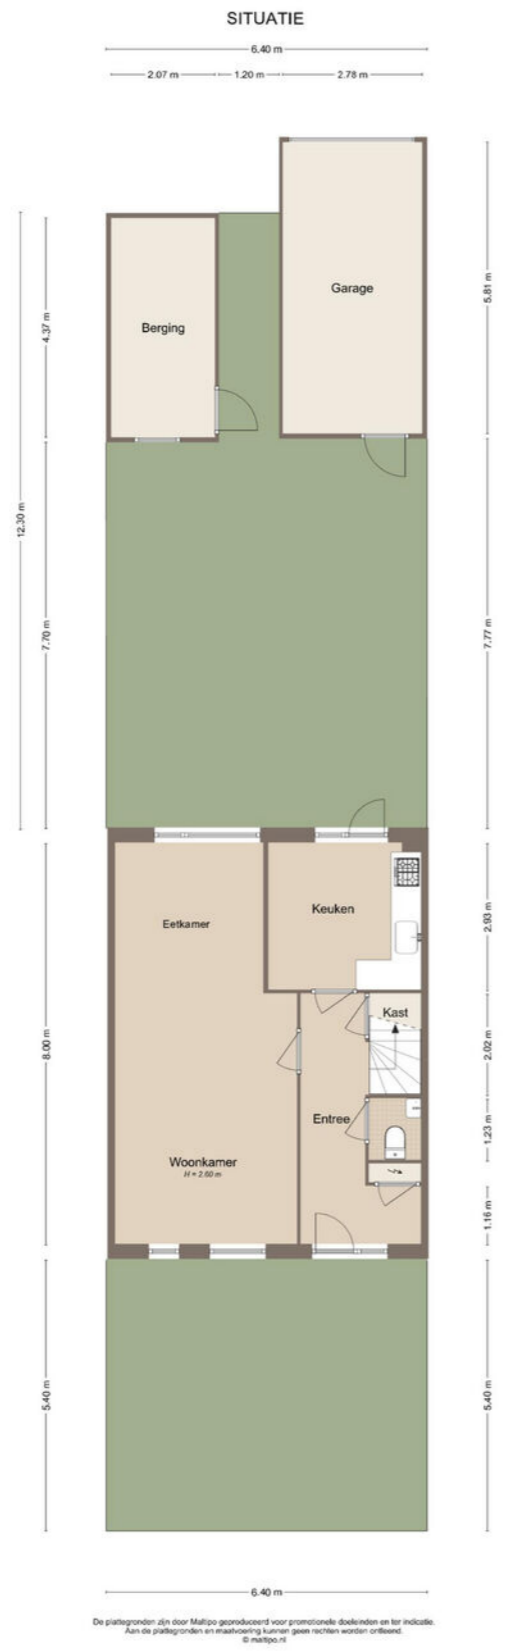 SITUATIE
6.40 m
2.07 m 1.20 m 2.78 m
Garage
Berging
4.37 m
5.81 m
12.30 m
7.70 m
7.77 m
Keuken
Eetkamer
2.93 m
Kast
8.00 m
2.02 m
Entree
1.23 m
Woonkamer
H = 2.60 m
1.16 m
5.40 m
5.40 m
6.40 m
De plattegronden zijn door Maltipo geproduceerd voor promotionele doeleinden en ter indicatie.
Aan de plattegronden en maatvoering kunnen geen rechten worden ontleend.
© maltipo.nl